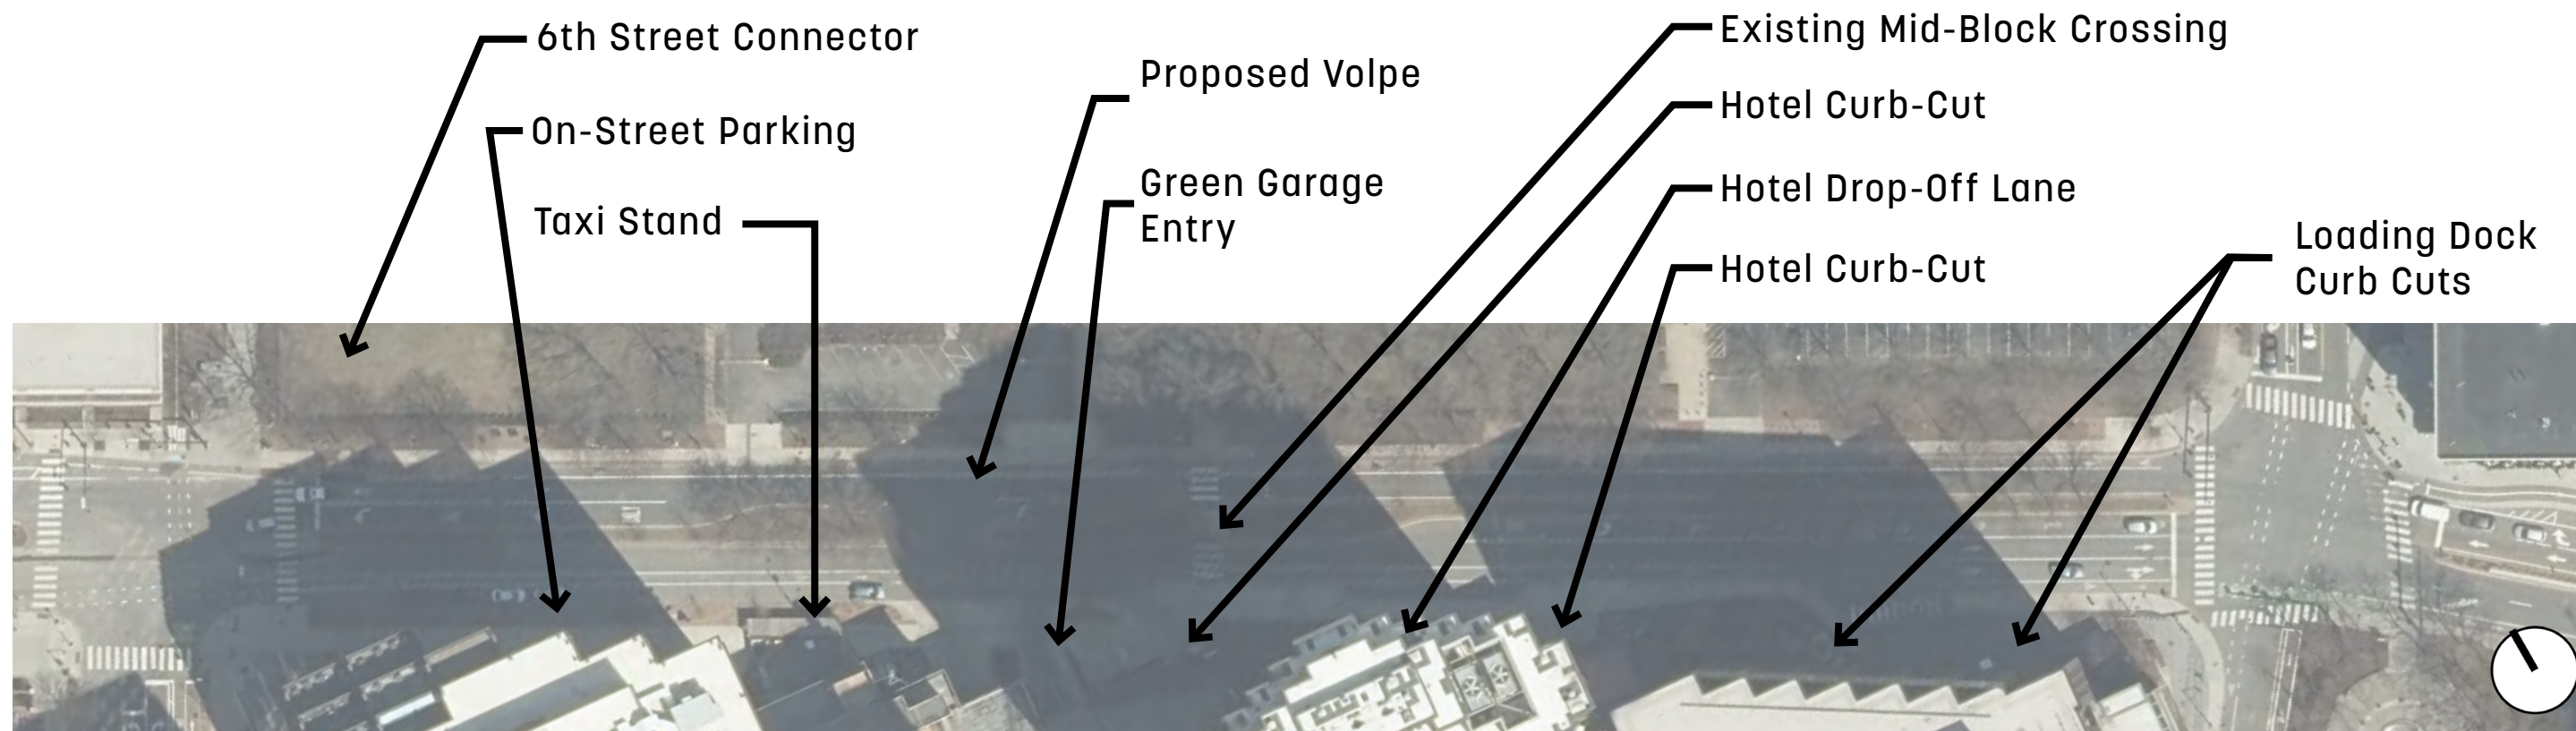 6th Street Connector
On-Street Parking
Taxi Stand
Proposed Volpe
Green Garage
Entry
Existing Mid-Block Crossing
Hotel Curb-Cut
Hotel Drop-Off Lane
Hotel Curb-Cut
Loading Dock
Curb Cuts